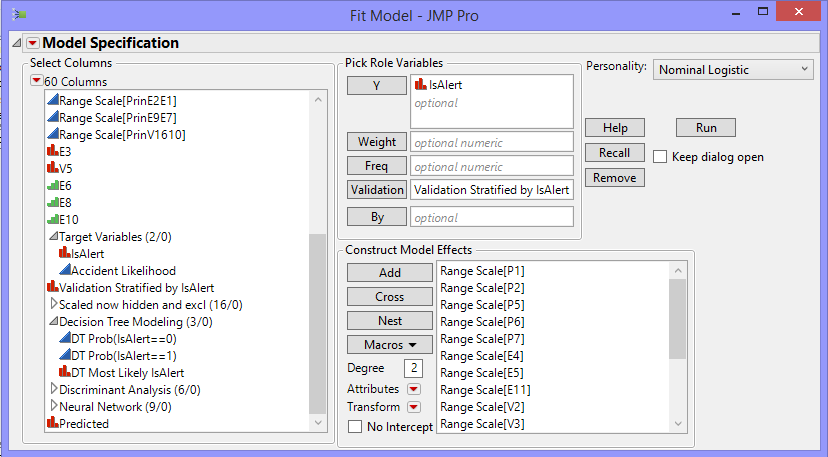 Fit Model - JMP Pro
Model Specification
Select Columns
60 Columns
Range Scale[PrinE2E1]
Range Scale[PrinE9E7]
Range Scale[PrinV1610]
E3
V5
E6
E8
E10
Target Variables (2/0)
IsAlert
Accident Likelihood
Validation Stratified by IsAlert
Scaled now hidden and excl (16/0)
Decision Tree Modeling (3/0)
DT Prob(IsAlert==0)
DT Prob(IsAlert==1)
DT Most Likely IsAlert
Discriminant Analysis (6/0)
Neural Network (9/0)
Predicted
Pick Role Variables
Y
IsAlert
optional
Weight
optional numeric
Freq
optional numeric
Validation
Validation Stratified by IsAlert
By
optional
Personality:
Nominal Logistic
Help
Run
Recall
Keep dialog open
Remove
Construct Model Effects
Add
Cross
Nest
Macros
Degree
2
Attributes
Transform
No Intercept
Range Scale[P1]
Range Scale[P2]
Range Scale[P5]
Range Scale[P6]
Range Scale[P7]
Range Scale[E4]
Range Scale[E5]
Range Scale[E11]
Range Scale[V2]
Range Scale[V3]